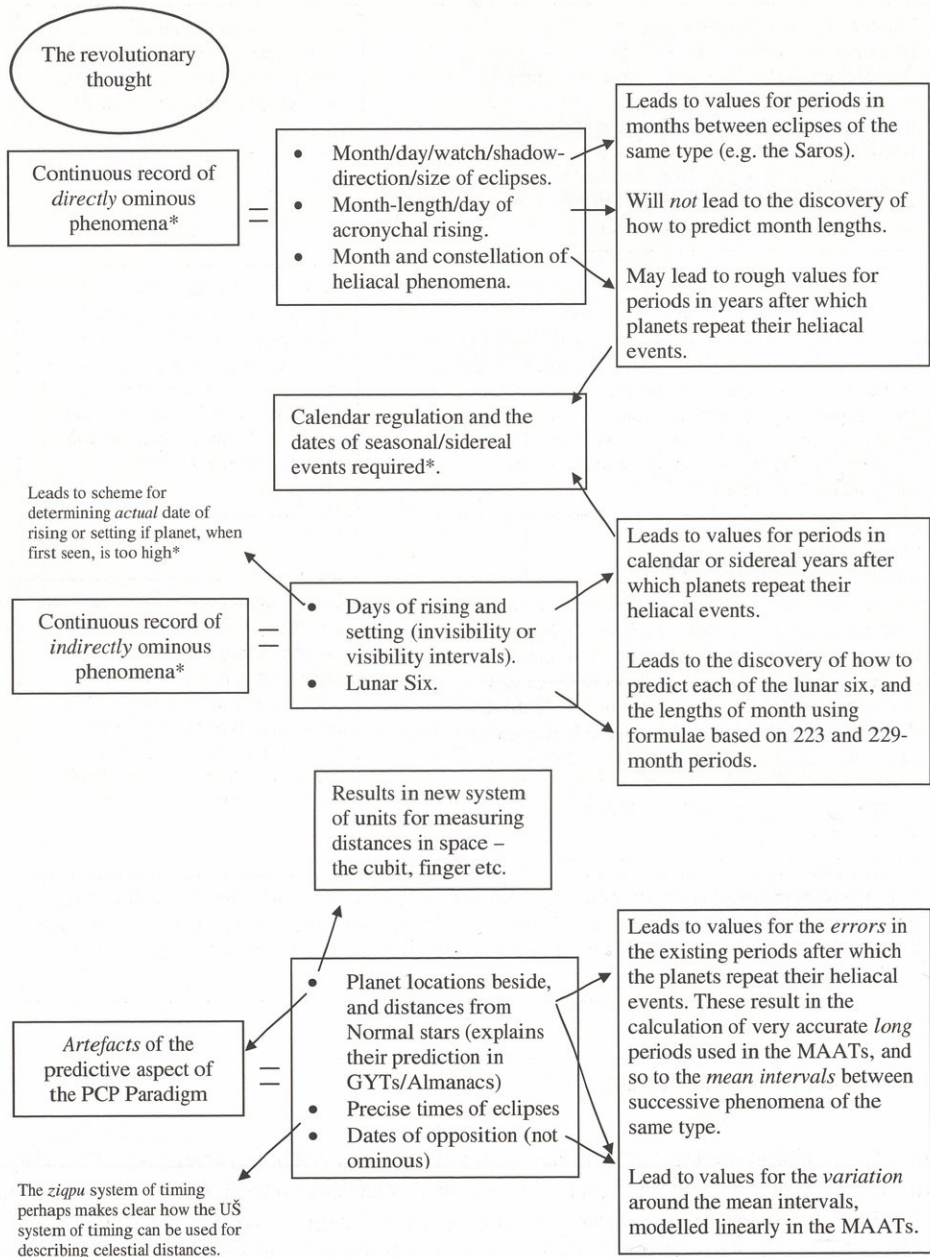 The revolutionary
thought
Continuous record of
directly ominous
phenomena*
=
• Month/day/watch/shadow-
direction/size of eclipses.
• Month-length/day of
acronychal rising.
• Month and constellation of
heliacal phenomena.
Leads to values for periods in
months between eclipses of the
same type (e.g. the Saros).
Will not lead to the discovery of
how to predict month lengths.
May lead to rough values for
periods in years after which
planets repeat their heliacal
events.
Calendar regulation and the
dates of seasonal/sidereal
events required*.
Leads to scheme for
determining actual date of
rising or setting if planet, when
first seen, is too high*
Continuous record of
indirectly ominous
phenomena*
=
• Days of rising and
setting (invisibility or
visibility intervals).
• Lunar Six.
Leads to values for periods in
calendar or sidereal years after
which planets repeat their
heliacal events.
Leads to the discovery of how to
predict each of the lunar six, and
the lengths of month using
formulae based on 223 and 229-
month periods.
Results in new system
of units for measuring
distances in space –
the cubit, finger etc.
Artefacts of the
predictive aspect of
the PCP Paradigm
=
• Planet locations beside,
and distances from
Normal stars (explains
their prediction in
GYTs/Almanacs)
• Precise times of eclipses
• Dates of opposition (not
ominous)
Leads to values for the errors in
the existing periods after which
the planets repeat their heliacal
events. These result in the
calculation of very accurate long
periods used in the MAATs, and
so to the mean intervals between
successive phenomena of the
same type.
Lead to values for the variation
around the mean intervals,
modelled linearly in the MAATs.
The ziqpu system of timing
perhaps makes clear how the UŠ
system of timing can be used for
describing celestial distances.